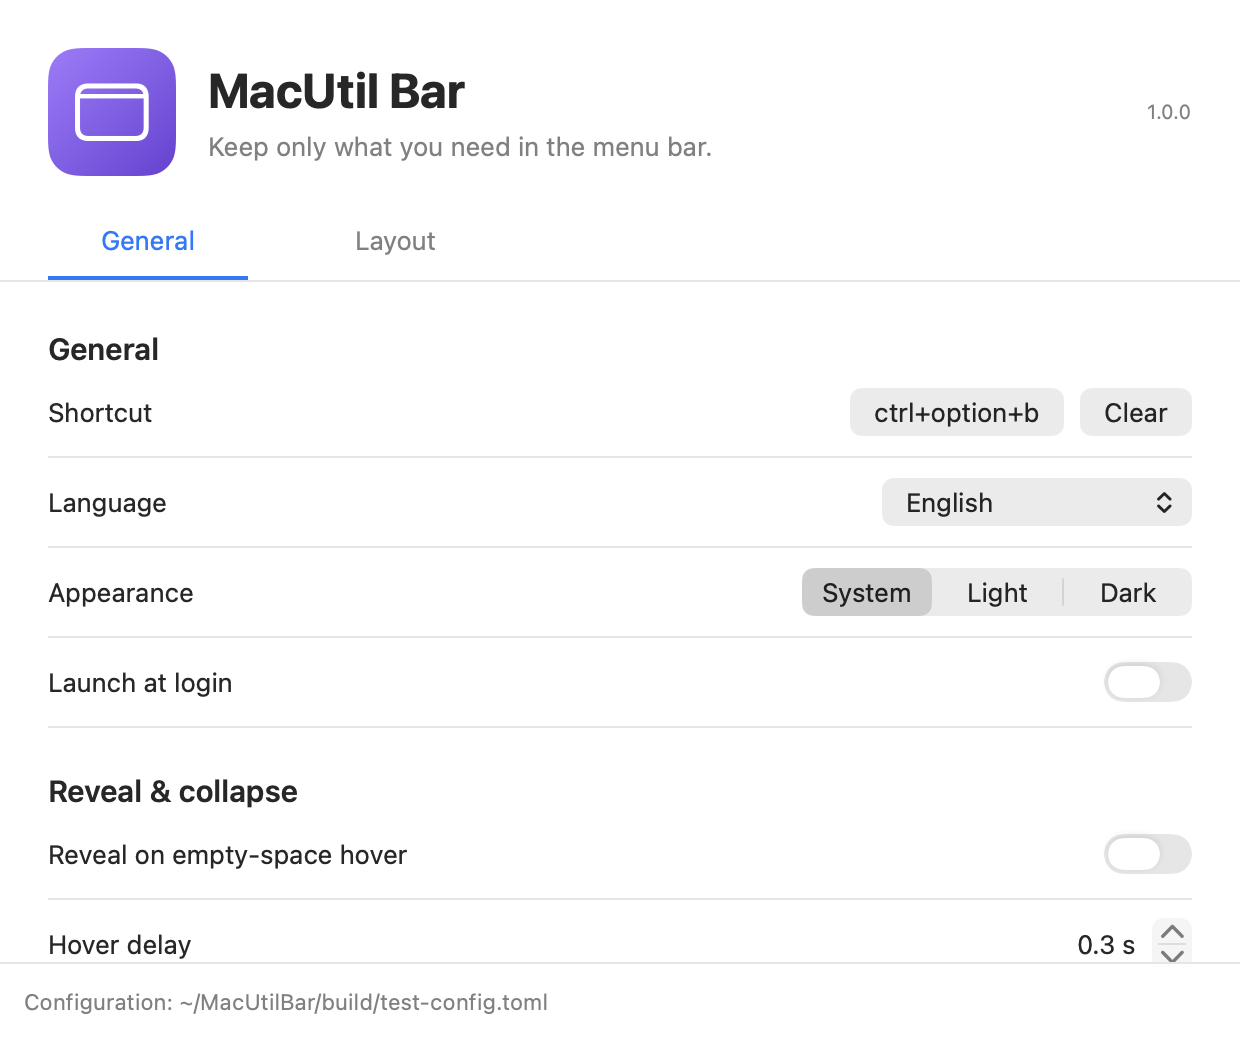 MacUtil Bar
Keep only what you need in the menu bar.
1.0.0
General
Layout
General
Shortcut
ctrl+option+b
Clear
Language
English
Appearance
System
Light
Dark
Launch at login
Reveal & collapse
Reveal on empty-space hover
Hover delay
0.3 s
Configuration: ~/MacUtilBar/build/test-config.toml